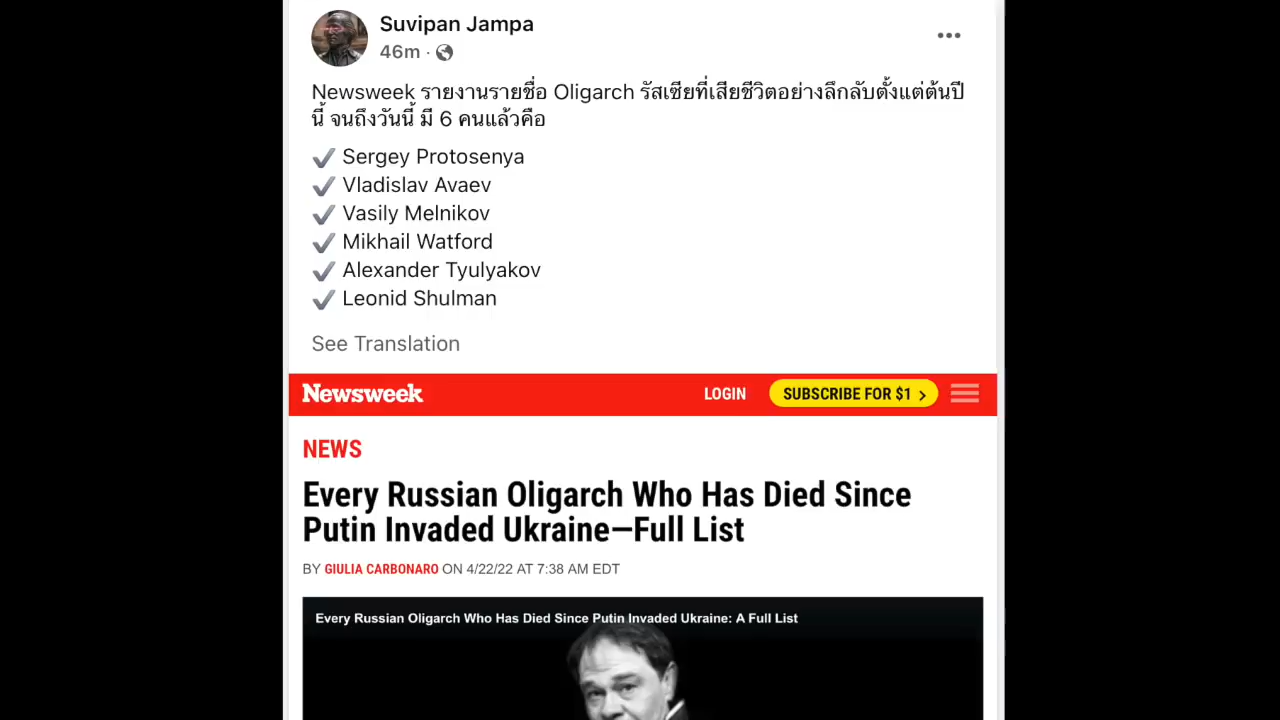 Suvipan Jampa
46m ·
Newsweek รายงานรายชื่อ Oligarch รัสเซียที่เสียชีวิตอย่างลึกลับตั้งแต่ต้นปี
นี้ จนถึงวันนี้ มี 6 คนแล้วคือ
✔ Sergey Protosenya
✔ Vladislav Avaev
✔ Vasily Melnikov
✔ Mikhail Watford
✔ Alexander Tyulyakov
✔ Leonid Shulman
See Translation
Newsweek LOGIN SUBSCRIBE FOR $1 >
NEWS
Every Russian Oligarch Who Has Died Since
Putin Invaded Ukraine—Full List
BY GIULIA CARBONARO ON 4/22/22 AT 7:38 AM EDT
Every Russian Oligarch Who Has Died Since Putin Invaded Ukraine: A Full List